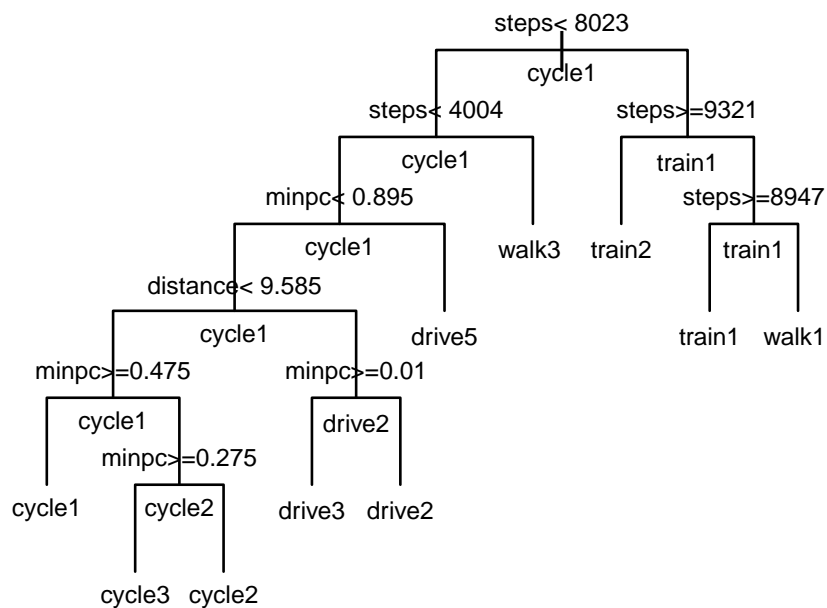 steps< 8023
cycle1
steps< 4004
steps>=9321
cycle1
train1
minpc< 0.895
steps>=8947
cycle1
walk3
train2
train1
distance< 9.585
cycle1
drive5
train1
walk1
minpc>=0.475
minpc>=0.01
cycle1
drive2
minpc>=0.275
cycle1
cycle2
drive3
drive2
cycle3
cycle2